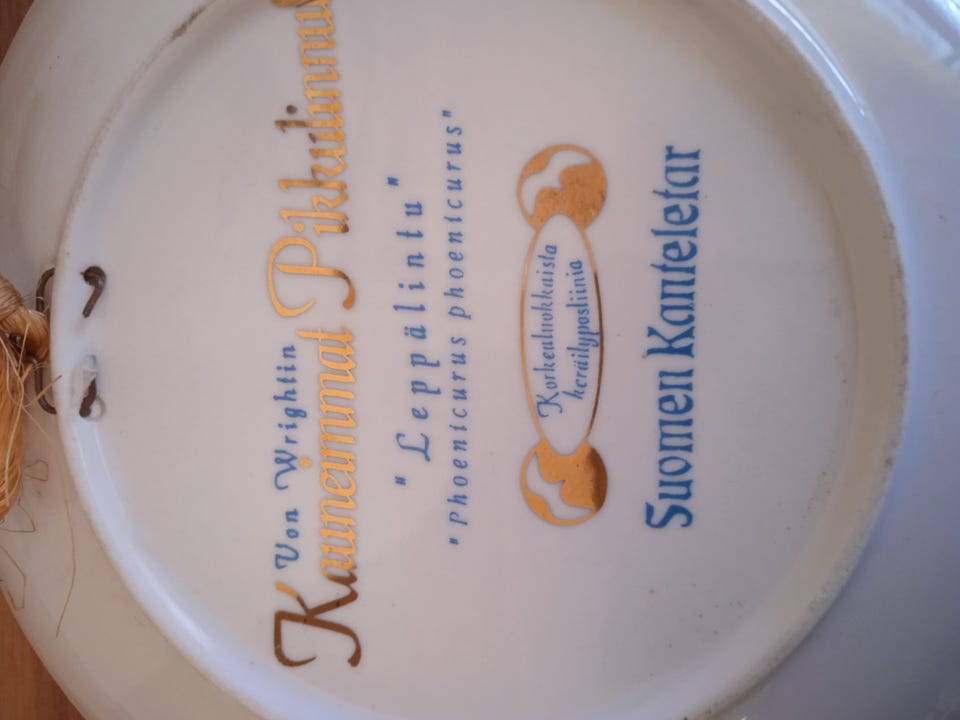 Von Wrightin
Kauneimmat Pikkulinnut
" Leppälintu "
"Phoenicurus phoenicurus"
Korkealuokkaista
keräilyposliinia
Suomen Kanteletar